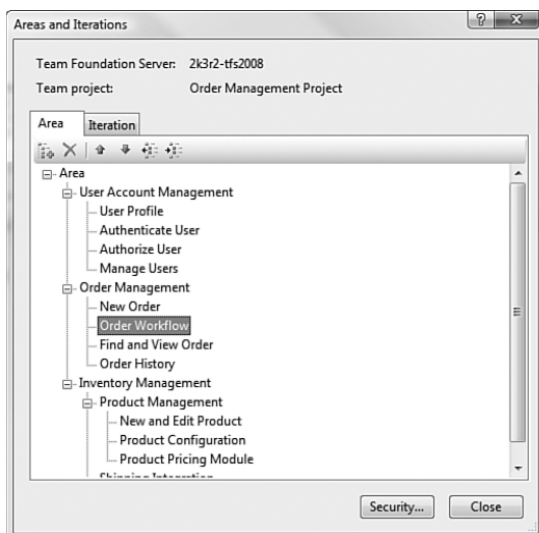 Areas and Iterations
Team Foundation Server: 2k3r2-tfs2008
Team project: Order Management Project
Area Iteration
Area
User Account Management
User Profile
Authenticate User
Authorize User
Manage Users
Order Management
New Order
Order Workflow
Find and View Order
Order History
Inventory Management
Product Management
New and Edit Product
Product Configuration
Product Pricing Module
Shipping Integration
Security... Close